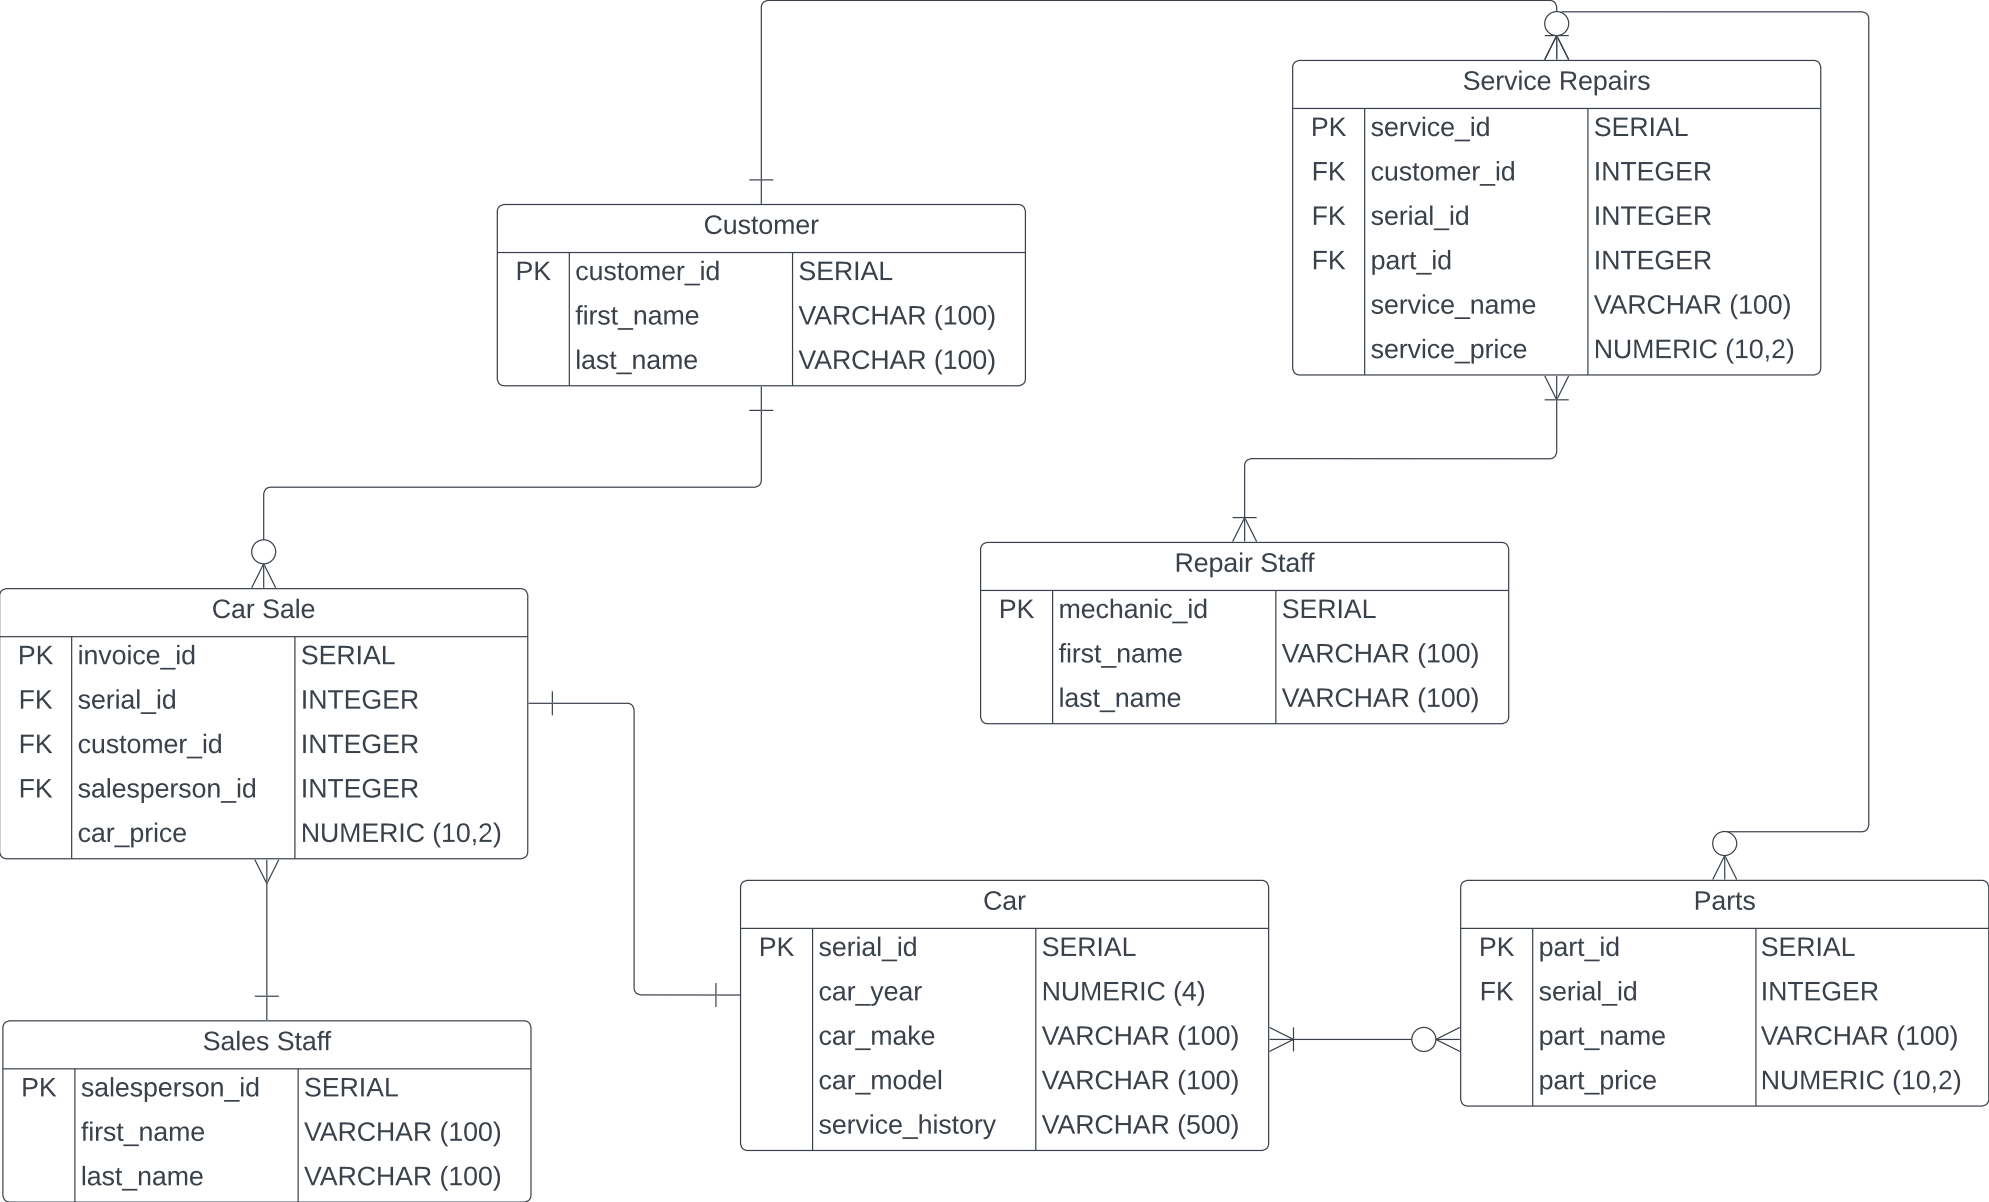 Service Repairs
PK service_id SERIAL
FK customer_id INTEGER
FK serial_id INTEGER
FK part_id INTEGER
service_name VARCHAR (100)
service_price NUMERIC (10,2)
Customer
PK customer_id SERIAL
first_name VARCHAR (100)
last_name VARCHAR (100)
Repair Staff
PK mechanic_id SERIAL
first_name VARCHAR (100)
last_name VARCHAR (100)
Car Sale
PK invoice_id SERIAL
FK serial_id INTEGER
FK customer_id INTEGER
FK salesperson_id INTEGER
car_price NUMERIC (10,2)
Car
PK serial_id SERIAL
car_year NUMERIC (4)
car_make VARCHAR (100)
car_model VARCHAR (100)
service_history VARCHAR (500)
Parts
PK part_id SERIAL
FK serial_id INTEGER
part_name VARCHAR (100)
part_price NUMERIC (10,2)
Sales Staff
PK salesperson_id SERIAL
first_name VARCHAR (100)
last_name VARCHAR (100)